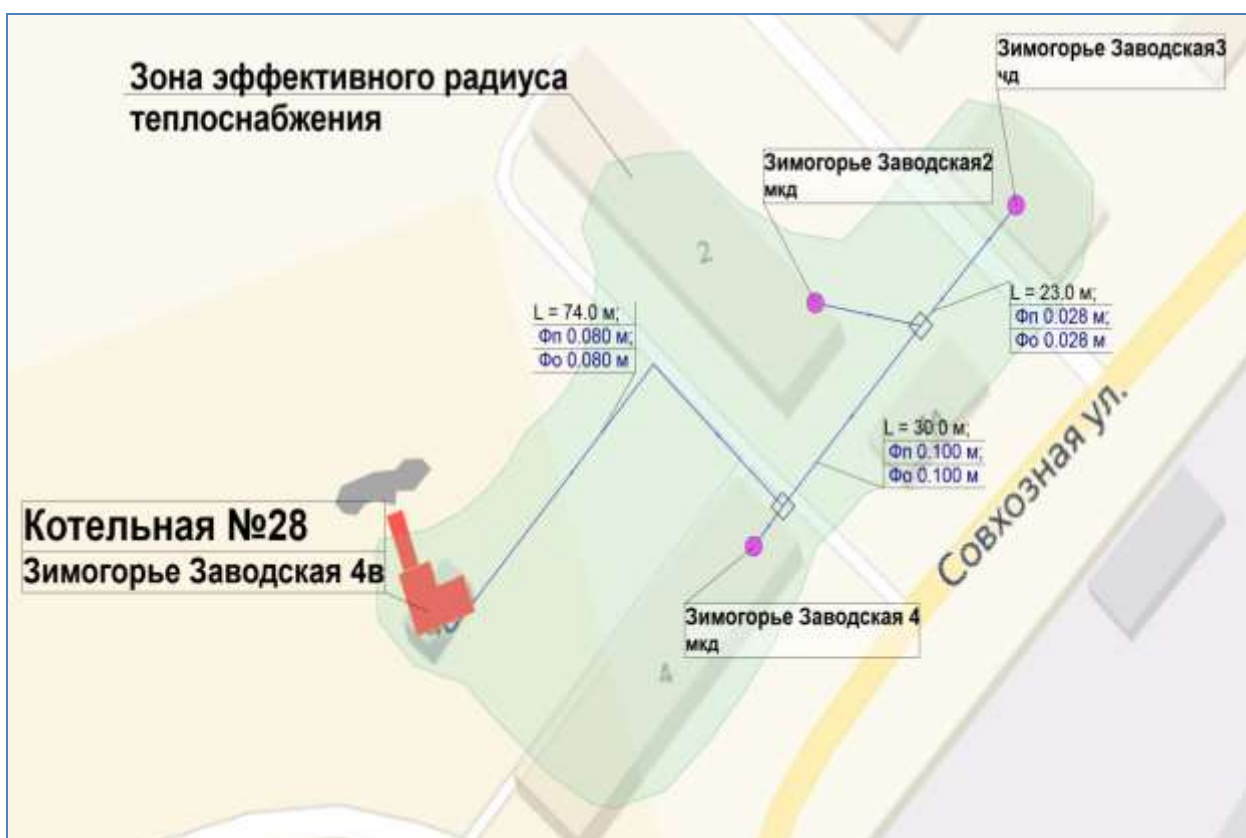 Зона эффективного радиуса
теплоснабжения
Зимогорье Заводская3
чд
Зимогорье Заводская2
мкд
2
L = 74.0 м;
Фп 0.080 м;
Фо 0.080 м
L = 23.0 м;
Фп 0.028 м;
Фо 0.028 м
L = 30.0 м;
Фп 0.100 м;
Фо 0.100 м
Совхозная ул.
Котельная №28
Зимогорье Заводская 4в
Зимогорье Заводская 4
мкд
4